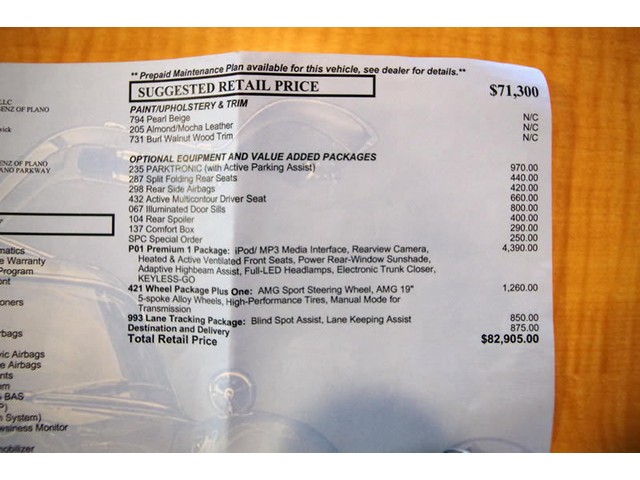 ** Prepaid Maintenance Plan available for this vehicle, see dealer for details.**
SUGGESTED RETAIL PRICE $71,300
PAINT/UPHOLSTERY & TRIM
794 Pearl Beige N/C
205 Almond/Mocha Leather N/C
731 Burl Walnut Wood Trim N/C
OPTIONAL EQUIPMENT AND VALUE ADDED PACKAGES
235 PARKTRONIC (with Active Parking Assist) 970.00
287 Split Folding Rear Seats 440.00
298 Rear Side Airbags 420.00
432 Active Multicontour Driver Seat 660.00
067 Illuminated Door Sills 800.00
104 Rear Spoiler 400.00
137 Comfort Box 290.00
SPC Special Order 250.00
P01 Premium 1 Package: iPod/ MP3 Media Interface, Rearview Camera, 4,390.00
Heated & Active Ventilated Front Seats, Power Rear-Window Sunshade,
Adaptive Highbeam Assist, Full-LED Headlamps, Electronic Trunk Closer,
KEYLESS-GO
421 Wheel Package Plus One: AMG Sport Steering Wheel, AMG 19" 1,260.00
5-spoke Alloy Wheels, High-Performance Tires, Manual Mode for
Transmission
993 Lane Tracking Package: Blind Spot Assist, Lane Keeping Assist 850.00
Destination and Delivery 875.00
Total Retail Price $82,905.00
LLC
ENZ OF PLANO
wick
ENZ OF PLANO
ANO PARKWAY
matics
e Warranty
Program
ont
oners
rbags
vic Airbags
e Airbags
nts
em
BAS
P)
n System)
wsiness Monitor
mobilizer